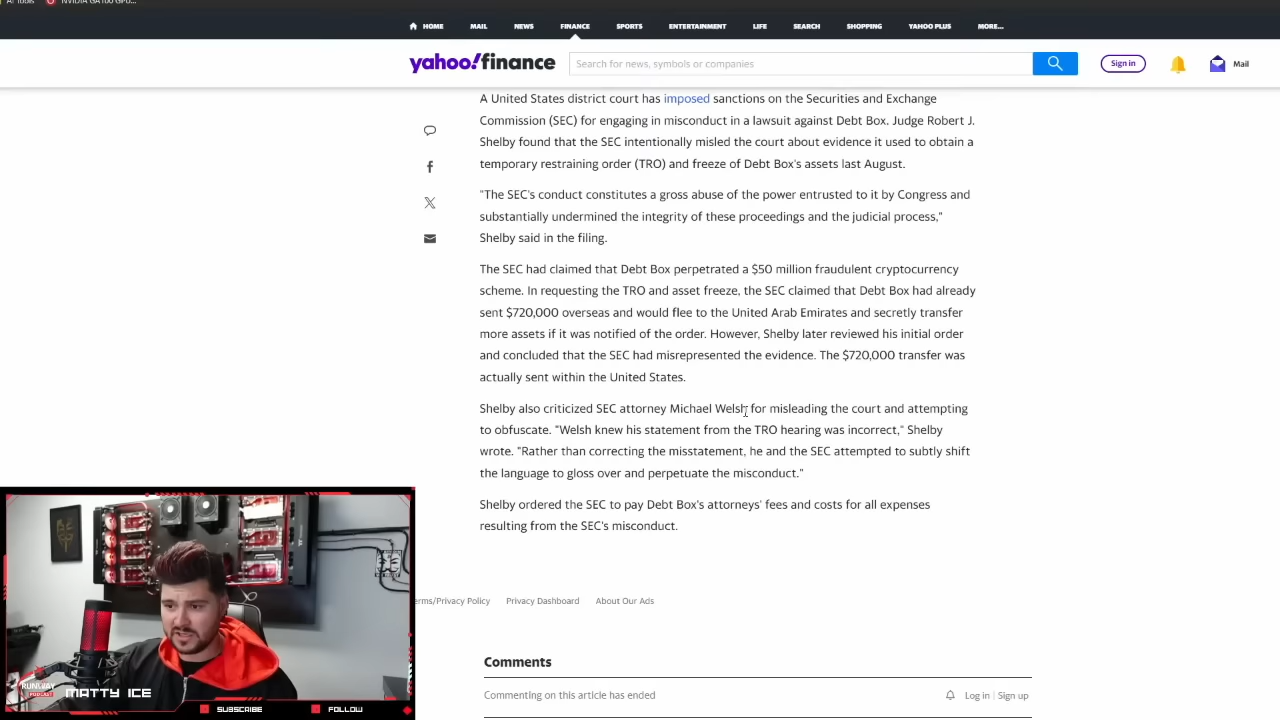 AI Tools
HOME MAIL NEWS FINANCE SPORTS ENTERTAINMENT LIFE SEARCH SHOPPING YAHOO PLUS MORE...
yahoo!finance Search for news, symbols or companies Sign in Mail
A United States district court has imposed sanctions on the Securities and Exchange
Commission (SEC) for engaging in misconduct in a lawsuit against Debt Box. Judge Robert J.
Shelby found that the SEC intentionally misled the court about evidence it used to obtain a
temporary restraining order (TRO) and freeze of Debt Box's assets last August.
"The SEC's conduct constitutes a gross abuse of the power entrusted to it by Congress and
substantially undermined the integrity of these proceedings and the judicial process,"
Shelby said in the filing.
The SEC had claimed that Debt Box perpetrated a $50 million fraudulent cryptocurrency
scheme. In requesting the TRO and asset freeze, the SEC claimed that Debt Box had already
sent $720,000 overseas and would flee to the United Arab Emirates and secretly transfer
more assets if it was notified of the order. However, Shelby later reviewed his initial order
and concluded that the SEC had misrepresented the evidence. The $720,000 transfer was
actually sent within the United States.
Shelby also criticized SEC attorney Michael Welsh for misleading the court and attempting
to obfuscate. "Welsh knew his statement from the TRO hearing was incorrect," Shelby
wrote. "Rather than correcting the misstatement, he and the SEC attempted to subtly shift
the language to gloss over and perpetuate the misconduct."
Shelby ordered the SEC to pay Debt Box's attorneys' fees and costs for all expenses
resulting from the SEC's misconduct.
erms/Privacy Policy Privacy Dashboard About Our Ads
Comments
Commenting on this article has ended Log in | Sign up
RUNWAY
PODCAST
MATTY ICE
SUBSCRIBE FOLLOW